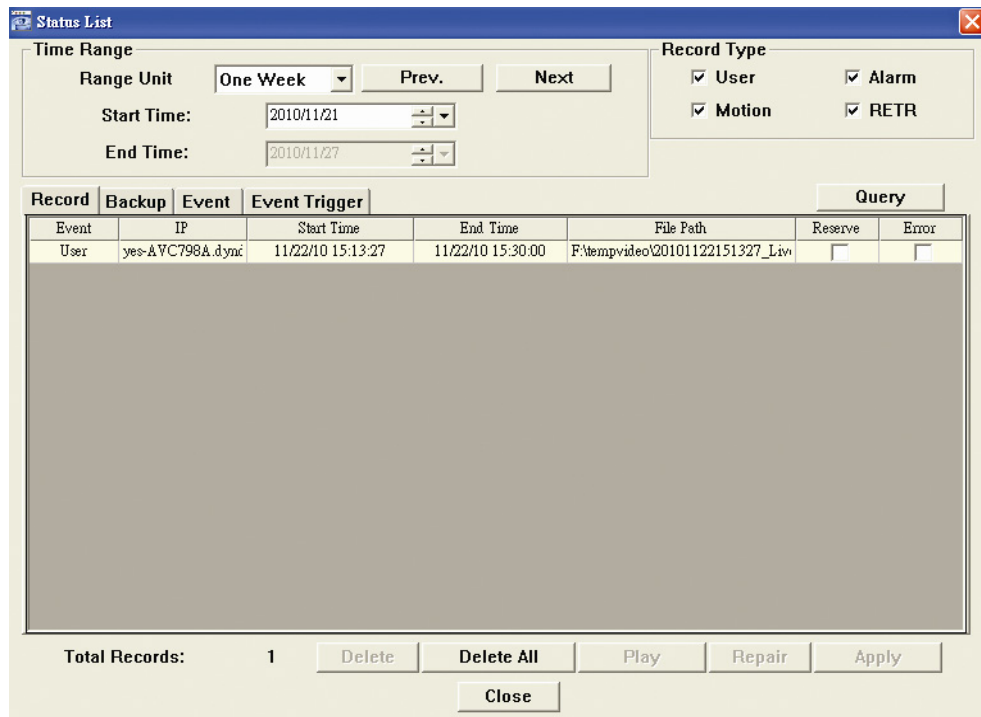 Status List
Time Range
Record Type
Range Unit One Week Prev. Next
User Alarm
Start Time: 2010/11/21
Motion RETR
End Time: 2010/11/27
Record Backup Event Event Trigger Query
Event IP Start Time End Time File Path Reserve Error
User yes-AVC798A.dynd 11/22/10 15:13:27 11/22/10 15:30:00 F:\tempvideo\20101122151327_Liv
Total Records: 1 Delete Delete All Play Repair Apply
Close